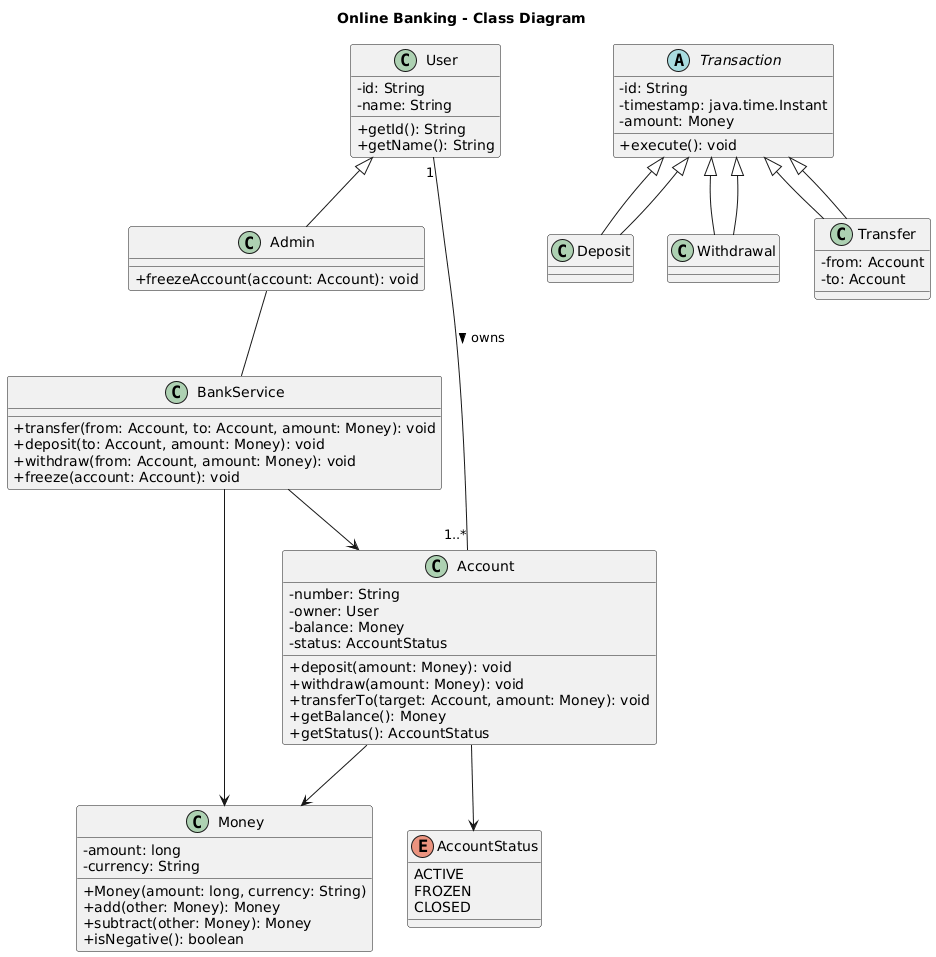 Online Banking - Class Diagram
C User
-id: String
-name: String
+getId(): String
+getName(): String
A Transaction
-id: String
-timestamp: java.time.Instant
-amount: Money
+execute(): void
1
C Admin
+freezeAccount(account: Account): void
C Deposit
C Withdrawal
C Transfer
-from: Account
-to: Account
owns
C BankService
+transfer(from: Account, to: Account, amount: Money): void
+deposit(to: Account, amount: Money): void
+withdraw(from: Account, amount: Money): void
+freeze(account: Account): void
1..*
C Account
-number: String
-owner: User
-balance: Money
-status: AccountStatus
+deposit(amount: Money): void
+withdraw(amount: Money): void
+transferTo(target: Account, amount: Money): void
+getBalance(): Money
+getStatus(): AccountStatus
C Money
-amount: long
-currency: String
+Money(amount: long, currency: String)
+add(other: Money): Money
+subtract(other: Money): Money
+isNegative(): boolean
E AccountStatus
ACTIVE
FROZEN
CLOSED